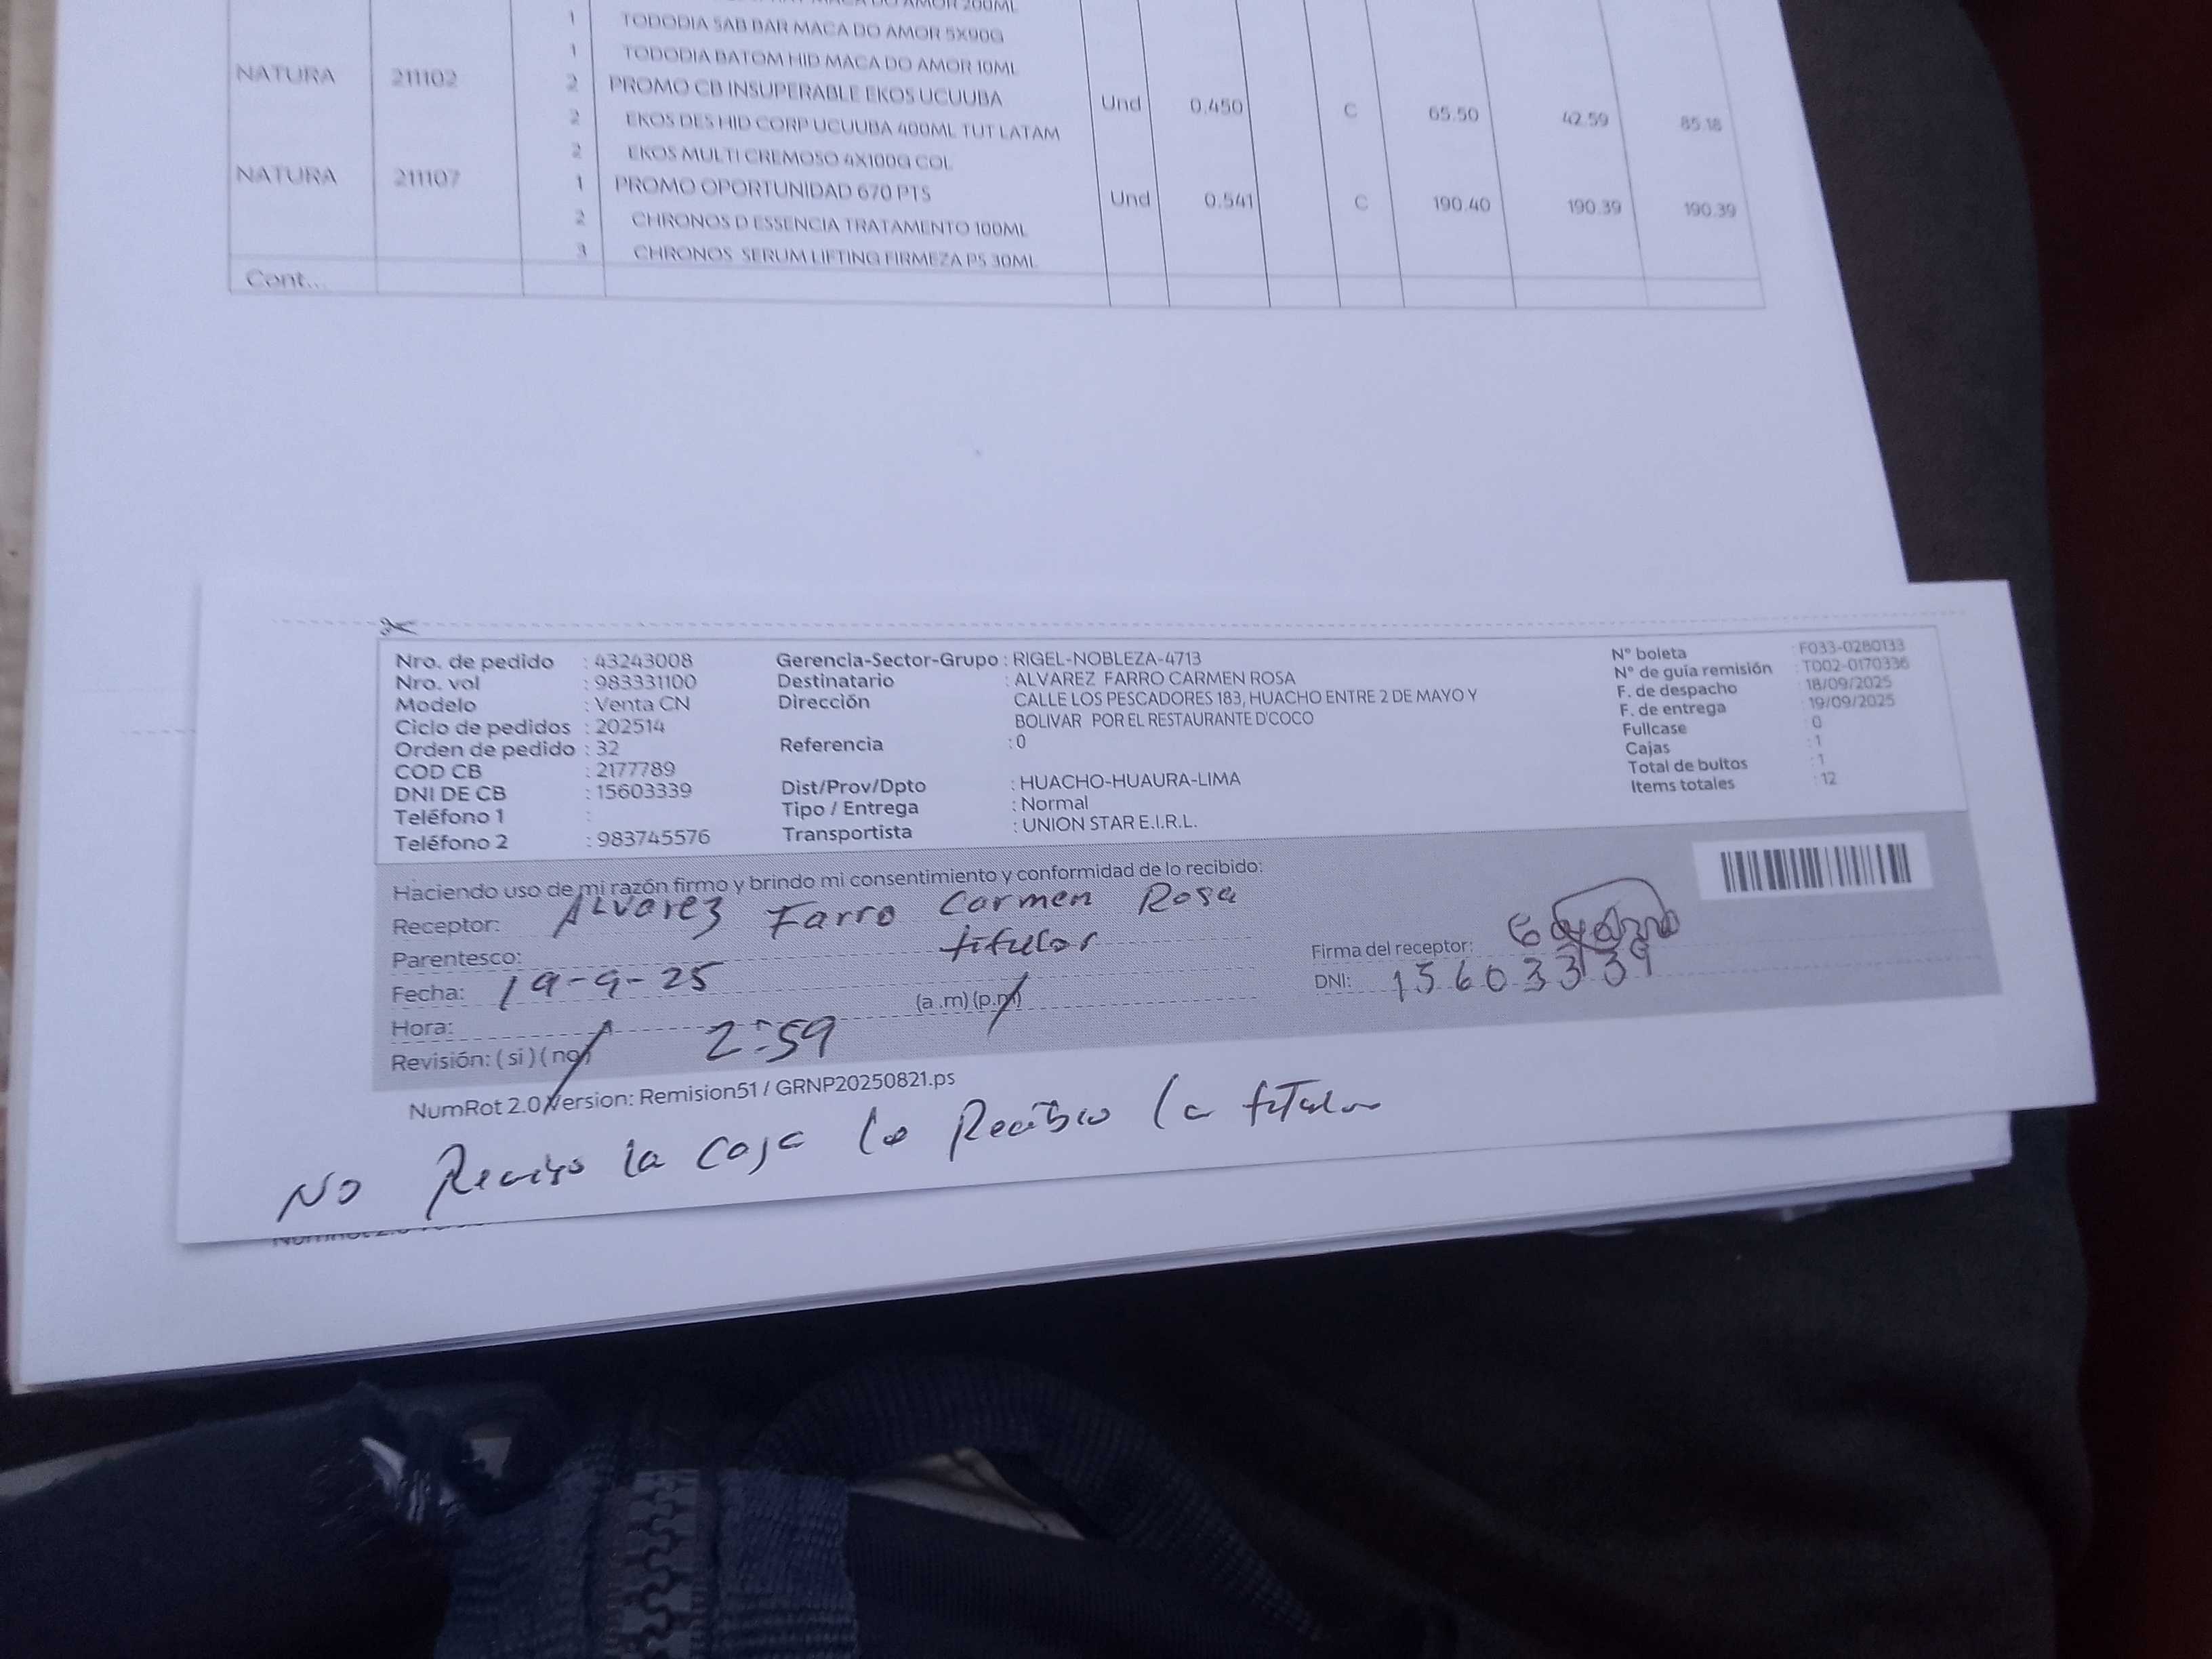 DO AMOR 200ML
1 TODODIA SAB BAR MACA DO AMOR 5X90G
1 TODODIA BATOM HID MACA DO AMOR 10ML
NATURA 211102 2 PROMO CB INSUPERABLE EKOS UCUUBA Und 0.450 C 65.50 42.59 85.18
2 EKOS DES HID CORP UCUUBA 400ML TUT LATAM
2 EKOS MULTI CREMOSO 4X100G COL
NATURA 211107 1 PROMO OPORTUNIDAD 670 PTS Und 0.541 C 190.40 190.39 190.39
2 CHRONOS D ESSENCIA TRATAMENTO 100ML
3 CHRONOS SERUM LIFTING FIRMEZA PS 30ML
Cont...
Nro. de pedido : 43243008
Nro. vol : 983331100
Modelo : Venta CN
Ciclo de pedidos : 202514
Orden de pedido : 32
COD CB : 2177789
DNI DE CB : 15603339
Teléfono 1 :
Teléfono 2 : 983745576
Gerencia-Sector-Grupo : RIGEL-NOBLEZA-4713
Destinatario : ALVAREZ FARRO CARMEN ROSA
Dirección CALLE LOS PESCADORES 183, HUACHO ENTRE 2 DE MAYO Y
BOLIVAR POR EL RESTAURANTE D'COCO
Referencia : 0
Dist/Prov/Dpto : HUACHO-HUAURA-LIMA
Tipo / Entrega : Normal
Transportista : UNION STAR E.I.R.L.
N° boleta : F033-0280133
N° de guía remisión : T002-0170336
F. de despacho 18/09/2025
F. de entrega 19/09/2025
Fullcase : 0
Cajas : 1
Total de bultos : 1
Items totales : 12
Haciendo uso de mi razón firmo y brindo mi consentimiento y conformidad de lo recibido:
Receptor: Alvarez Farro Carmen Rosa
Parentesco: titular
Fecha: 19-9-25
Hora: 2:59 (a.m) (p.m)
Revisión: (si) (no)
Firma del receptor:
DNI: 15603339
NumRot 2.0 Version: Remision51 / GRNP20250821.ps
No Reviso la caja lo Recibio la titular